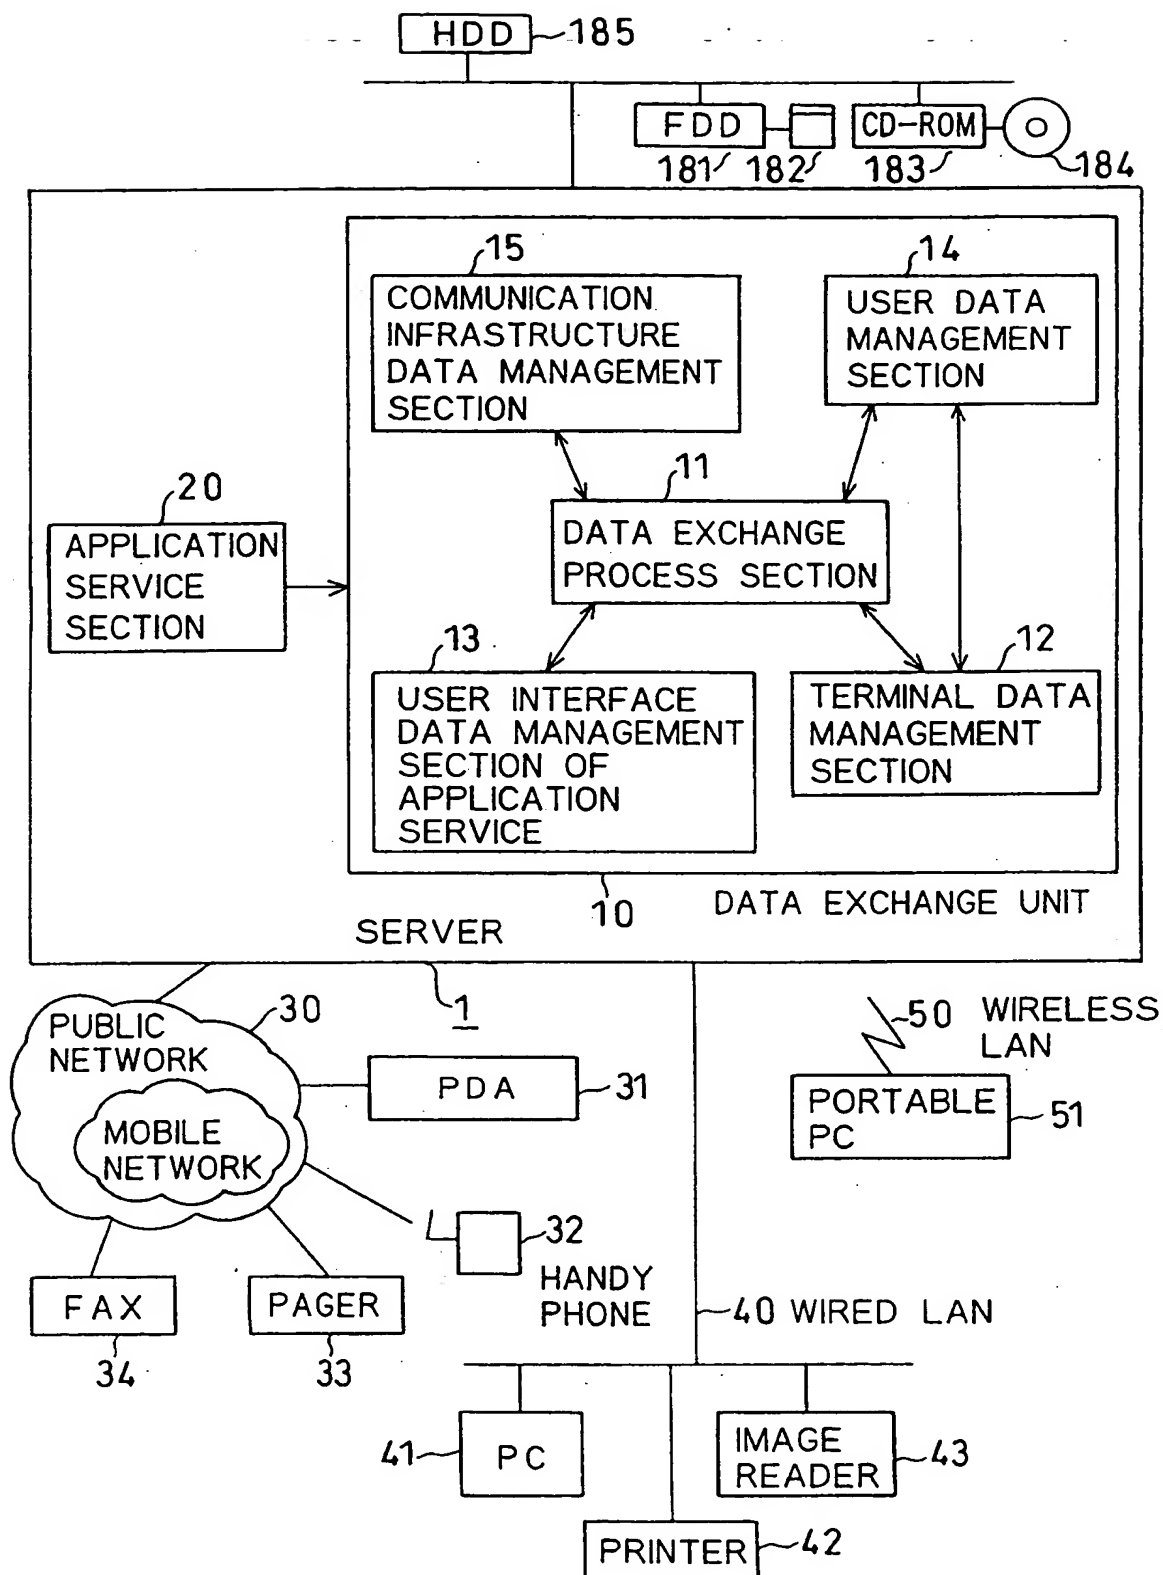 HDD 185
FDD CD-ROM
181 182 183 184
15 14
COMMUNICATION
INFRASTRUCTURE
DATA MANAGEMENT
SECTION
USER DATA
MANAGEMENT
SECTION
11
DATA EXCHANGE
PROCESS SECTION
20
APPLICATION
SERVICE
SECTION
13
USER INTERFACE
DATA MANAGEMENT
SECTION OF
APPLICATION
SERVICE
12
TERMINAL DATA
MANAGEMENT
SECTION
10 DATA EXCHANGE UNIT
SERVER
1
30
PUBLIC
NETWORK
MOBILE
NETWORK
PDA 31
50 WIRELESS
LAN
PORTABLE
PC
51
32
HANDY
PHONE
FAX
34
PAGER
33
40 WIRED LAN
41 PC
IMAGE
READER
43
PRINTER 42